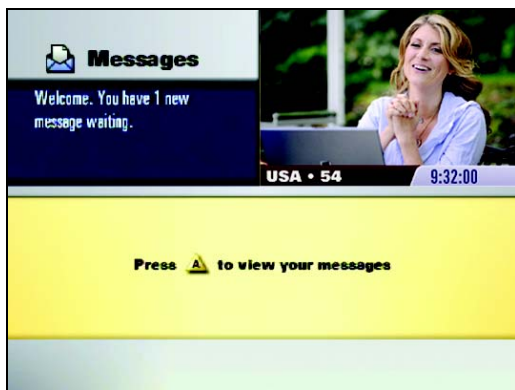 Messages
Welcome. You have 1 new
message waiting.
USA • 54
9:32:00
Press A to view your messages